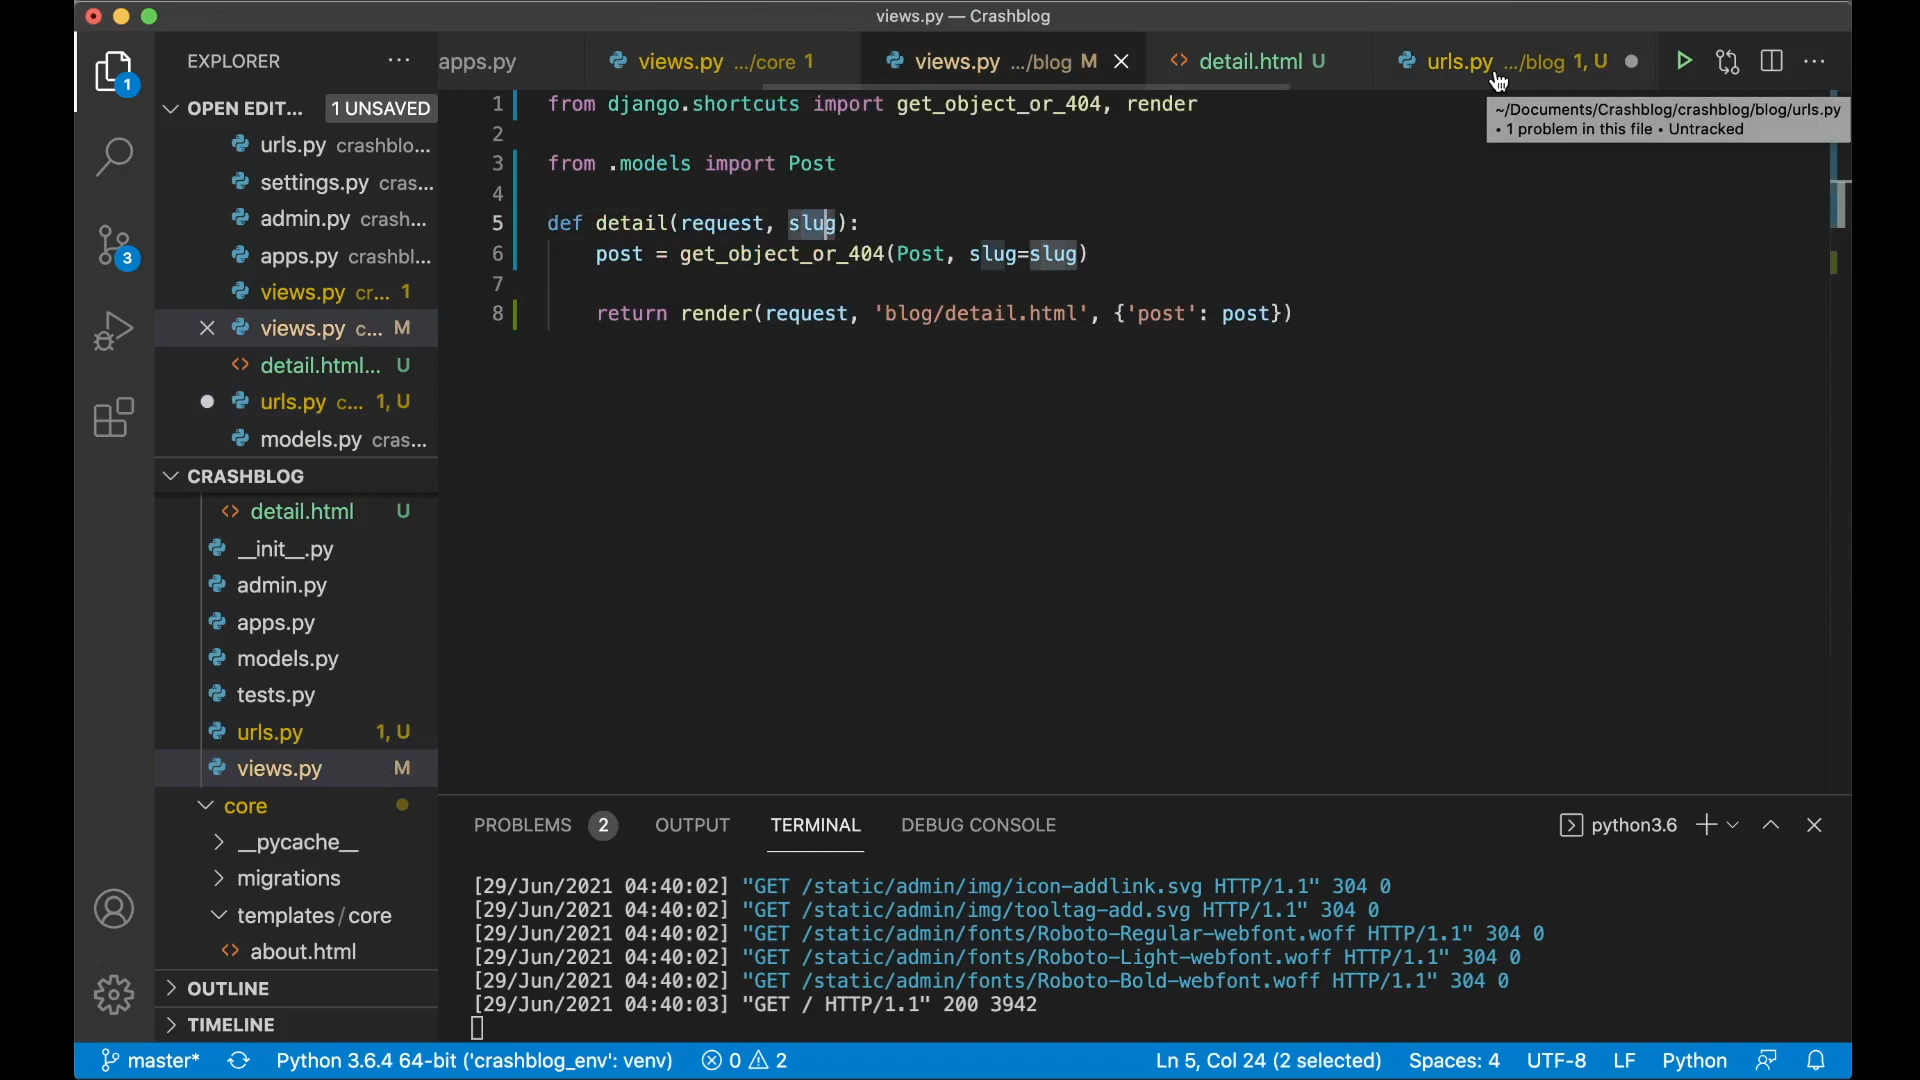 views.py — Crashblog
1
3
EXPLORER ···
OPEN EDIT... 1 UNSAVED
urls.py crashblo...
settings.py cras...
admin.py crash...
apps.py crashbl...
views.py cr... 1
views.py c... M
detail.html... U
urls.py c... 1, U
models.py cras...
CRASHBLOG
detail.html U
__init__.py
admin.py
apps.py
models.py
tests.py
urls.py 1, U
views.py M
core
__pycache__
migrations
templates/core
about.html
OUTLINE
TIMELINE
apps.py views.py .../core 1 views.py .../blog M detail.html U urls.py .../blog 1, U ···
~/Documents/Crashblog/crashblog/blog/urls.py
• 1 problem in this file • Untracked
1 from django.shortcuts import get_object_or_404, render
2
3 from .models import Post
4
5 def detail(request, slug):
6 post = get_object_or_404(Post, slug=slug)
7
8 return render(request, 'blog/detail.html', {'post': post})
PROBLEMS 2 OUTPUT TERMINAL DEBUG CONSOLE python3.6
[29/Jun/2021 04:40:02] "GET /static/admin/img/icon-addlink.svg HTTP/1.1" 304 0
[29/Jun/2021 04:40:02] "GET /static/admin/img/tooltag-add.svg HTTP/1.1" 304 0
[29/Jun/2021 04:40:02] "GET /static/admin/fonts/Roboto-Regular-webfont.woff HTTP/1.1" 304 0
[29/Jun/2021 04:40:02] "GET /static/admin/fonts/Roboto-Light-webfont.woff HTTP/1.1" 304 0
[29/Jun/2021 04:40:02] "GET /static/admin/fonts/Roboto-Bold-webfont.woff HTTP/1.1" 304 0
[29/Jun/2021 04:40:03] "GET / HTTP/1.1" 200 3942
master* Python 3.6.4 64-bit ('crashblog_env': venv) 0 2 Ln 5, Col 24 (2 selected) Spaces: 4 UTF-8 LF Python